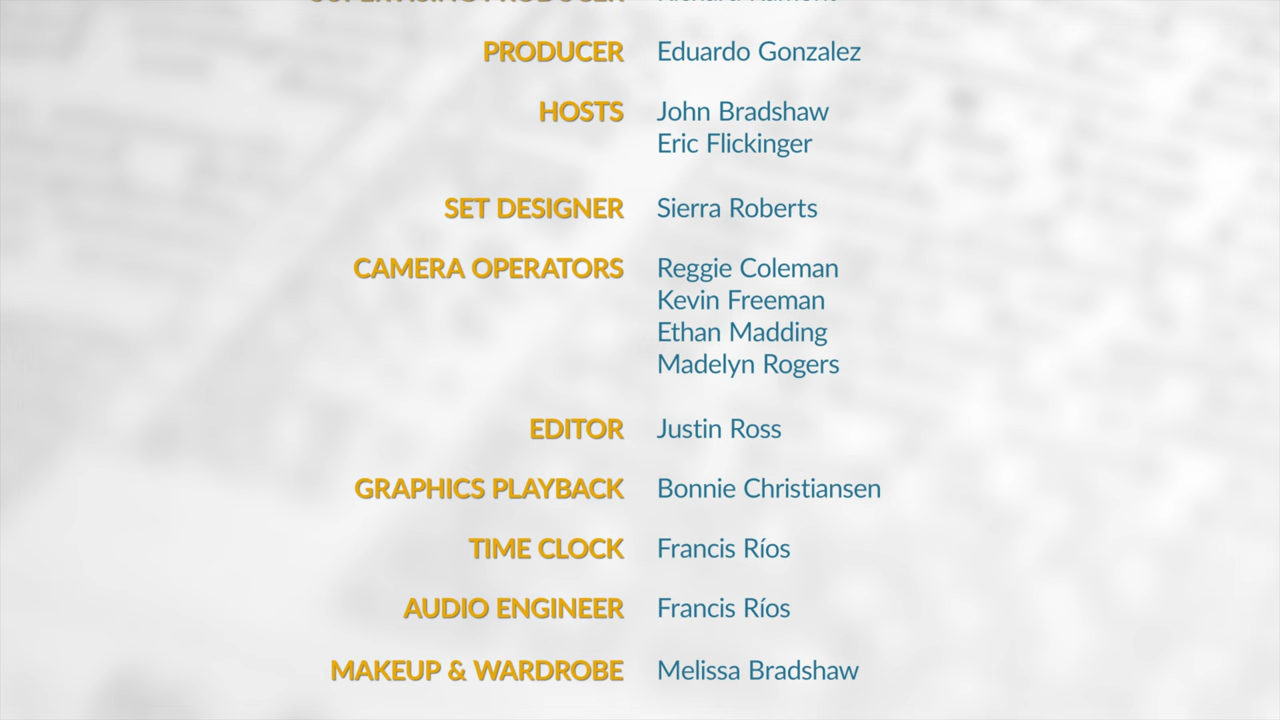 PRODUCER Eduardo Gonzalez
HOSTS John Bradshaw
Eric Flickinger
SET DESIGNER Sierra Roberts
CAMERA OPERATORS Reggie Coleman
Kevin Freeman
Ethan Madding
Madelyn Rogers
EDITOR Justin Ross
GRAPHICS PLAYBACK Bonnie Christiansen
TIME CLOCK Francis Ríos
AUDIO ENGINEER Francis Ríos
MAKEUP & WARDROBE Melissa Bradshaw